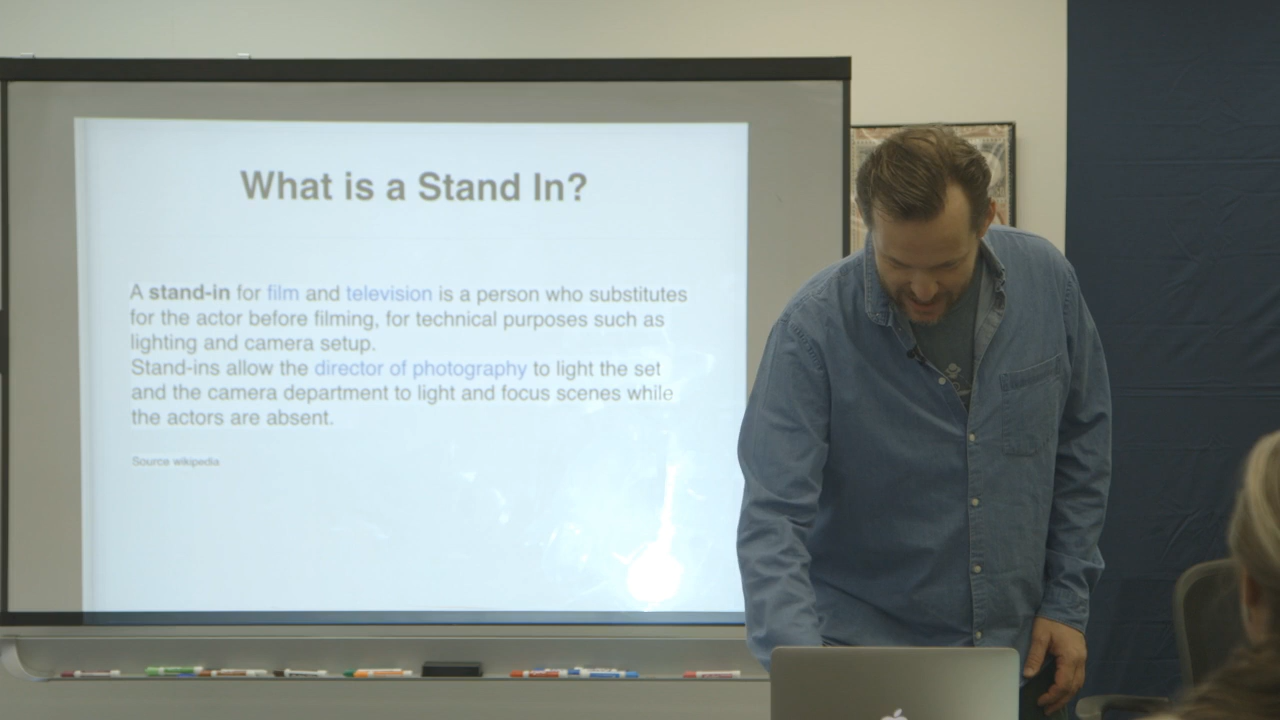 What is a Stand In?
A stand-in for film and television is a person who substitutes
for the actor before filming, for technical purposes such as
lighting and camera setup.
Stand-ins allow the director of photography to light the set
and the camera department to light and focus scenes while
the actors are absent.
Source wikipedia